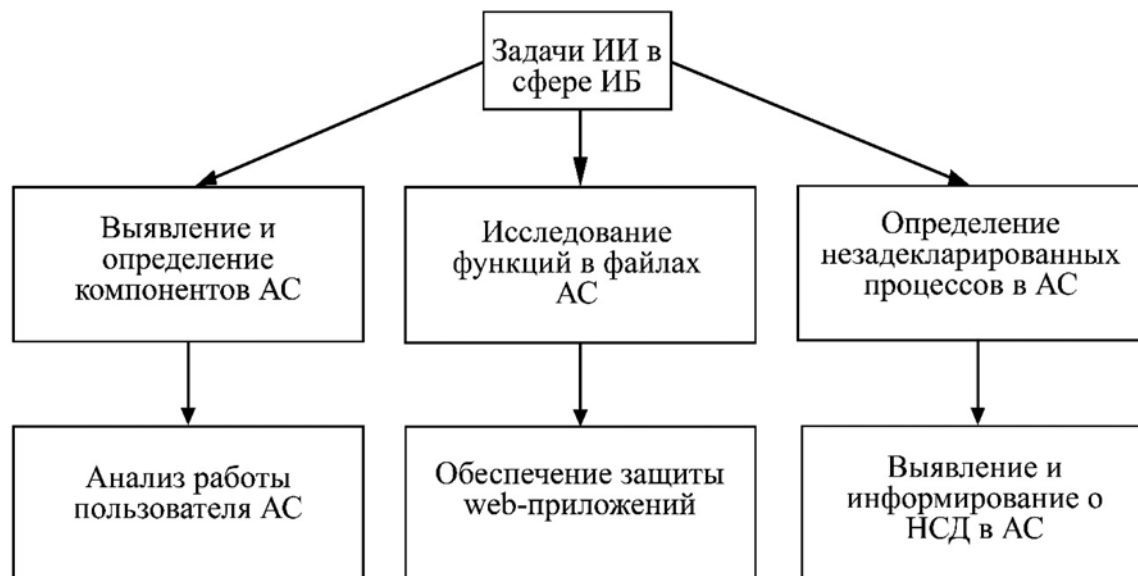 Задачи ИИ в
сфере ИБ
Выявление и
определение
компонентов АС
Исследование
функций в файлах
АС
Определение
незадекларированных
процессов в АС
Анализ работы
пользователя АС
Обеспечение защиты
web-приложений
Выявление и
информирование о
НСД в АС